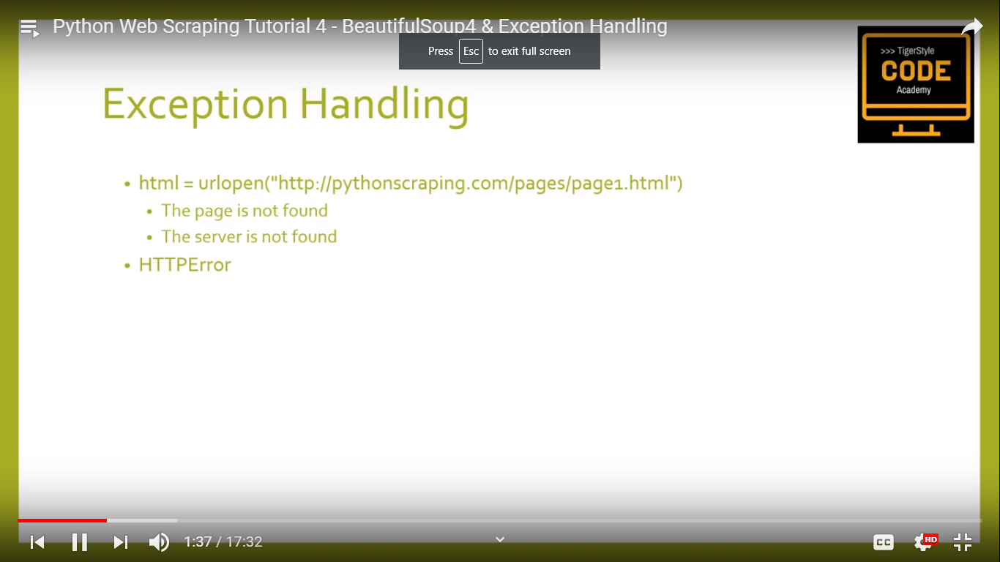 Python Web Scraping Tutorial 4 - BeautifulSoup4 & Exception Handling
Press Esc to exit full screen
>>> TigerStyle
CODE
Academy
Exception Handling
• html = urlopen("http://pythonscraping.com/pages/page1.html")
• The page is not found
• The server is not found
• HTTPError
1:37 / 17:32
CC
HD